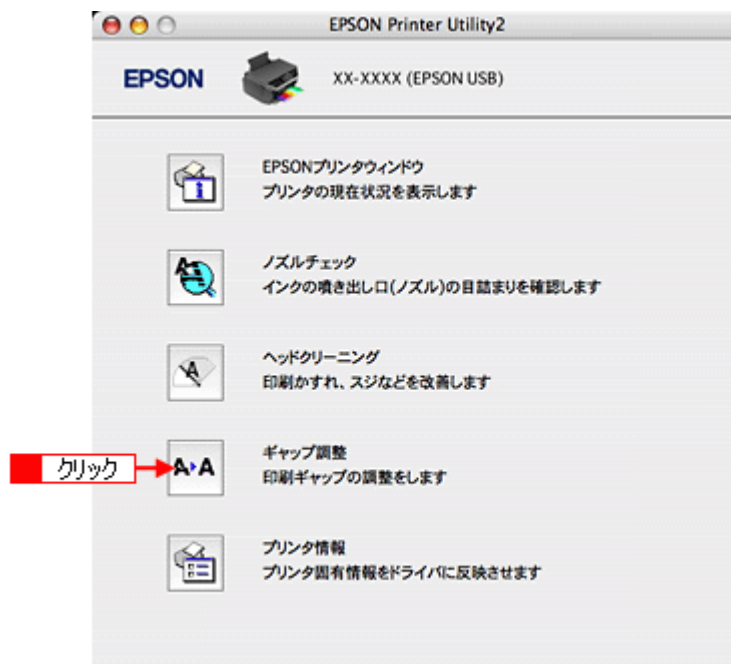 EPSON Printer Utility2
EPSON
XX-XXXX (EPSON USB)
EPSONプリンタウィンドウ
プリンタの現在状況を表示します
ノズルチェック
インクの噴き出し口(ノズル)の目詰まりを確認します
ヘッドクリーニング
印刷かすれ、スジなどを改善します
クリック
A▸A
ギャップ調整
印刷ギャップの調整をします
プリンタ情報
プリンタ固有情報をドライバに反映させます